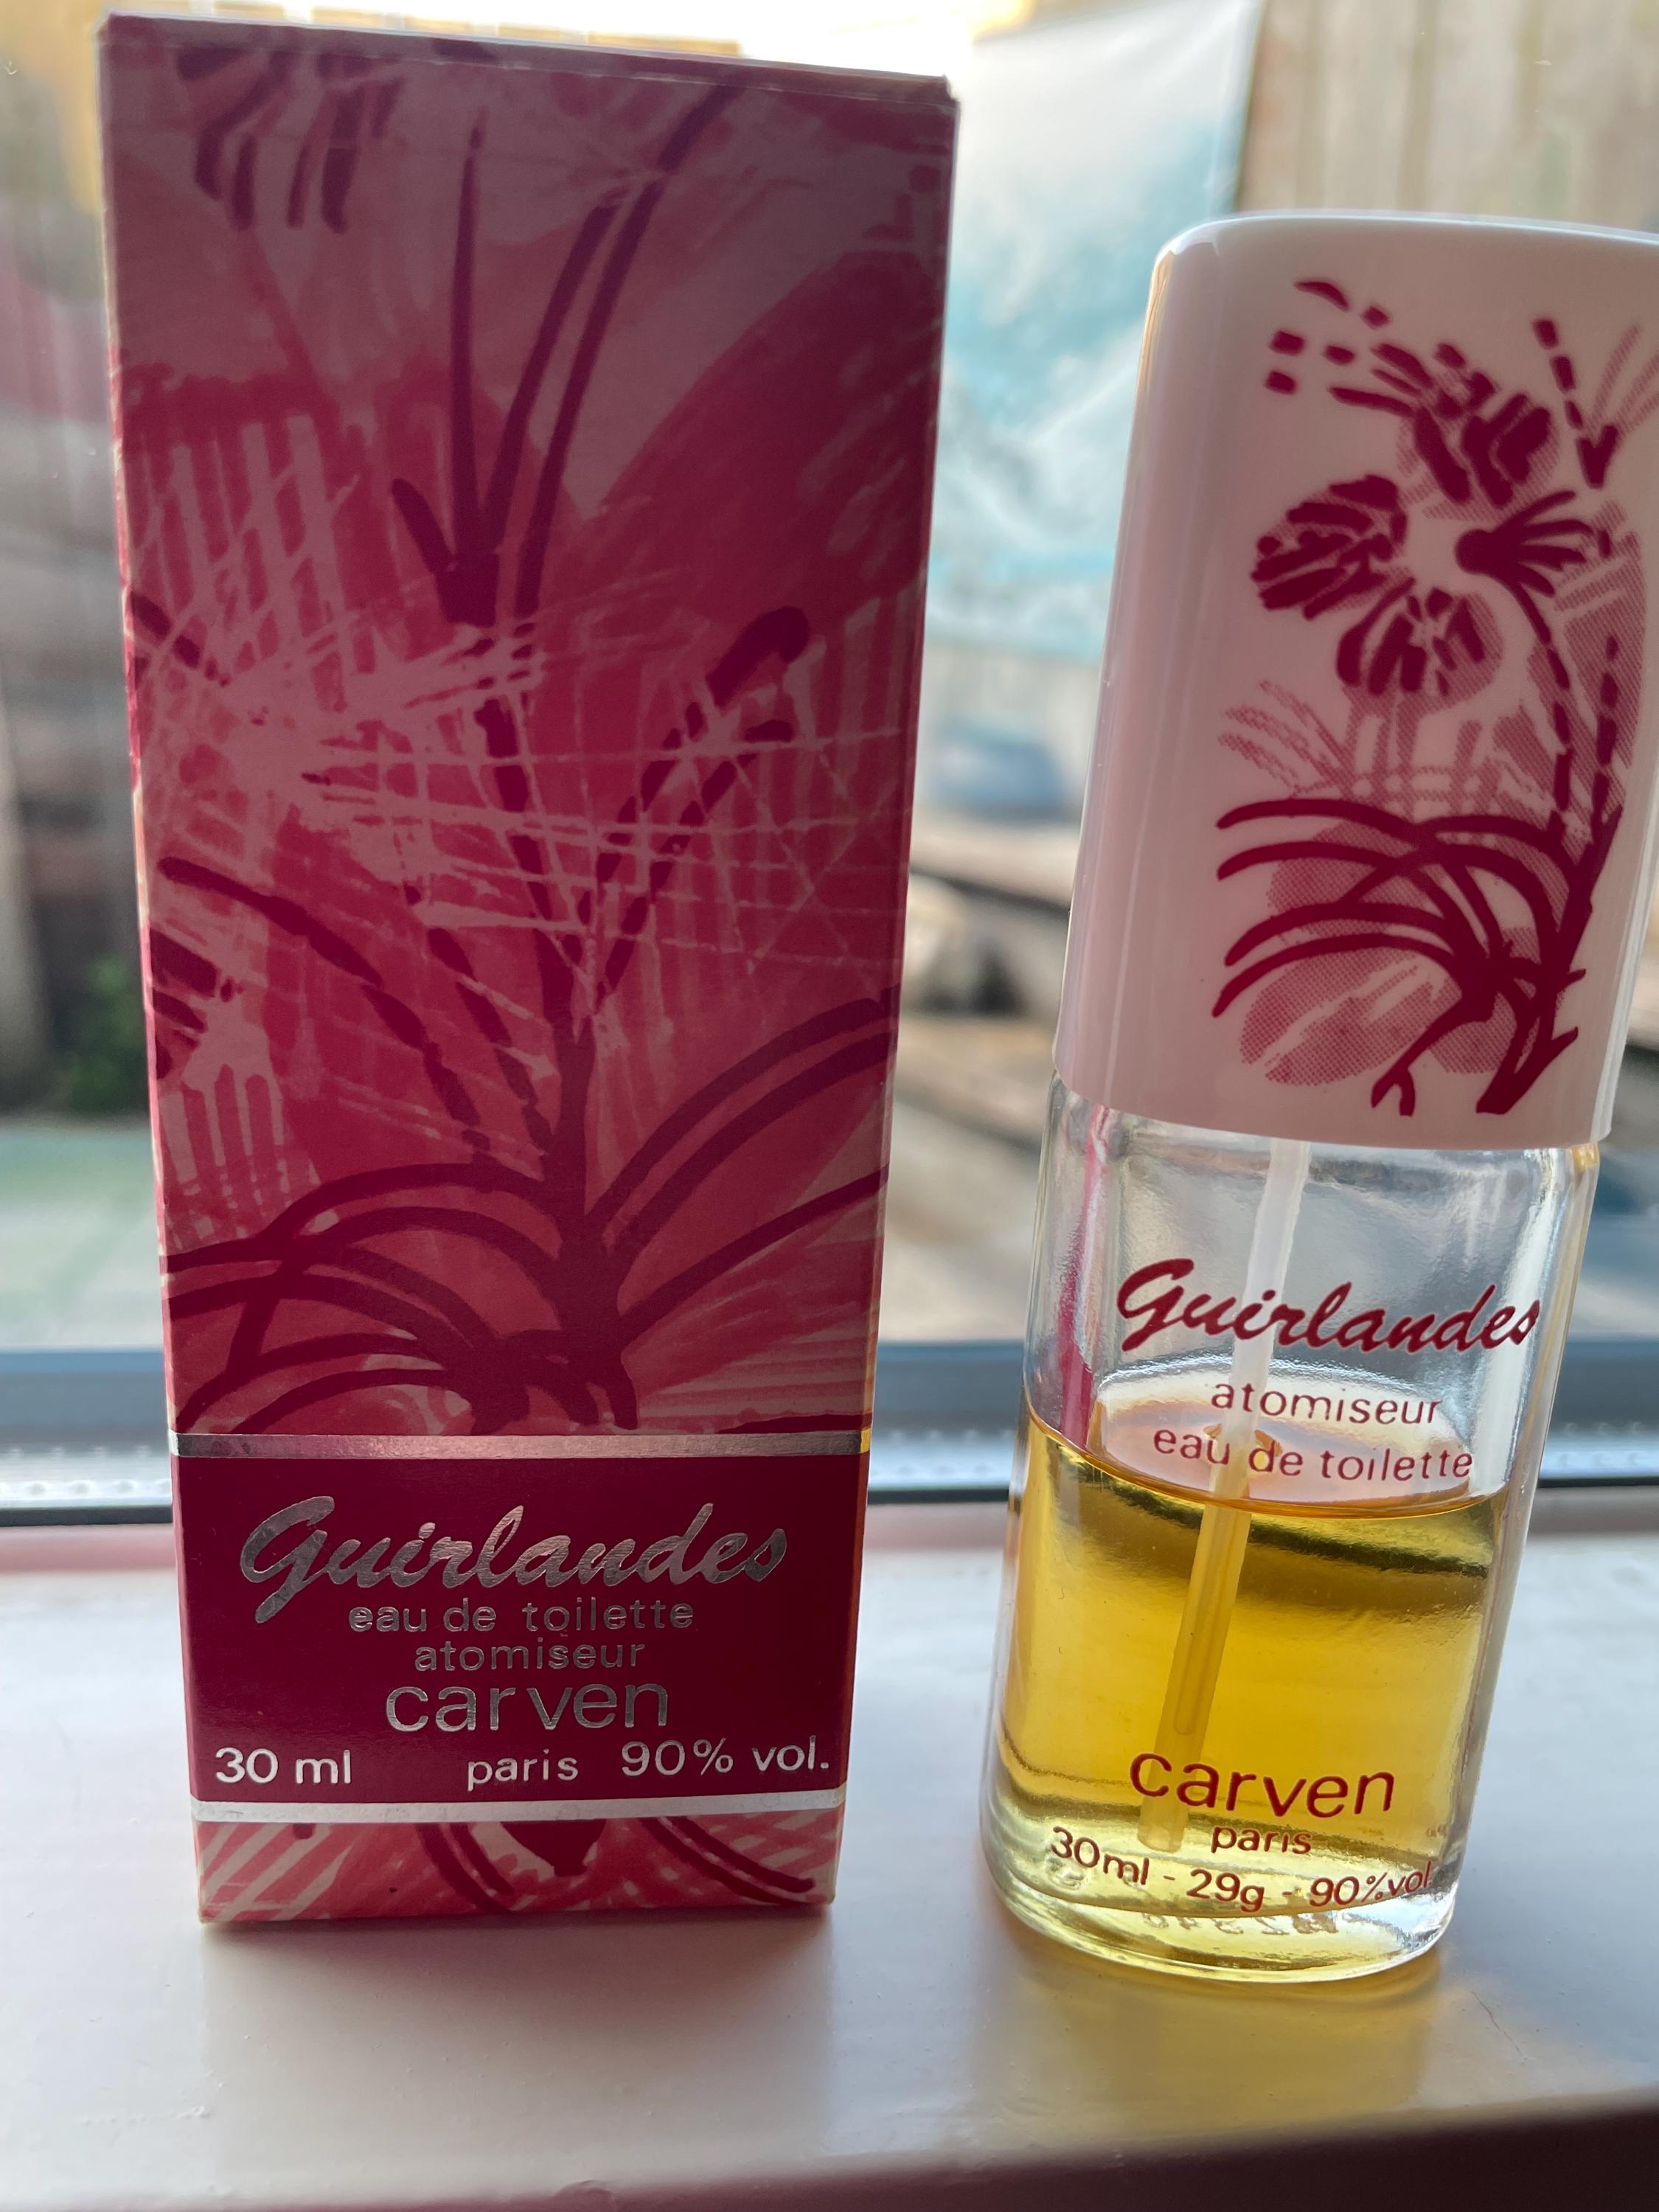 Guirlandes
eau de toilette
atomiseur
carven
30 ml paris 90% vol.
Guirlandes
atomiseur
eau de toilette
carven
paris
30ml - 29g - 90% vol.